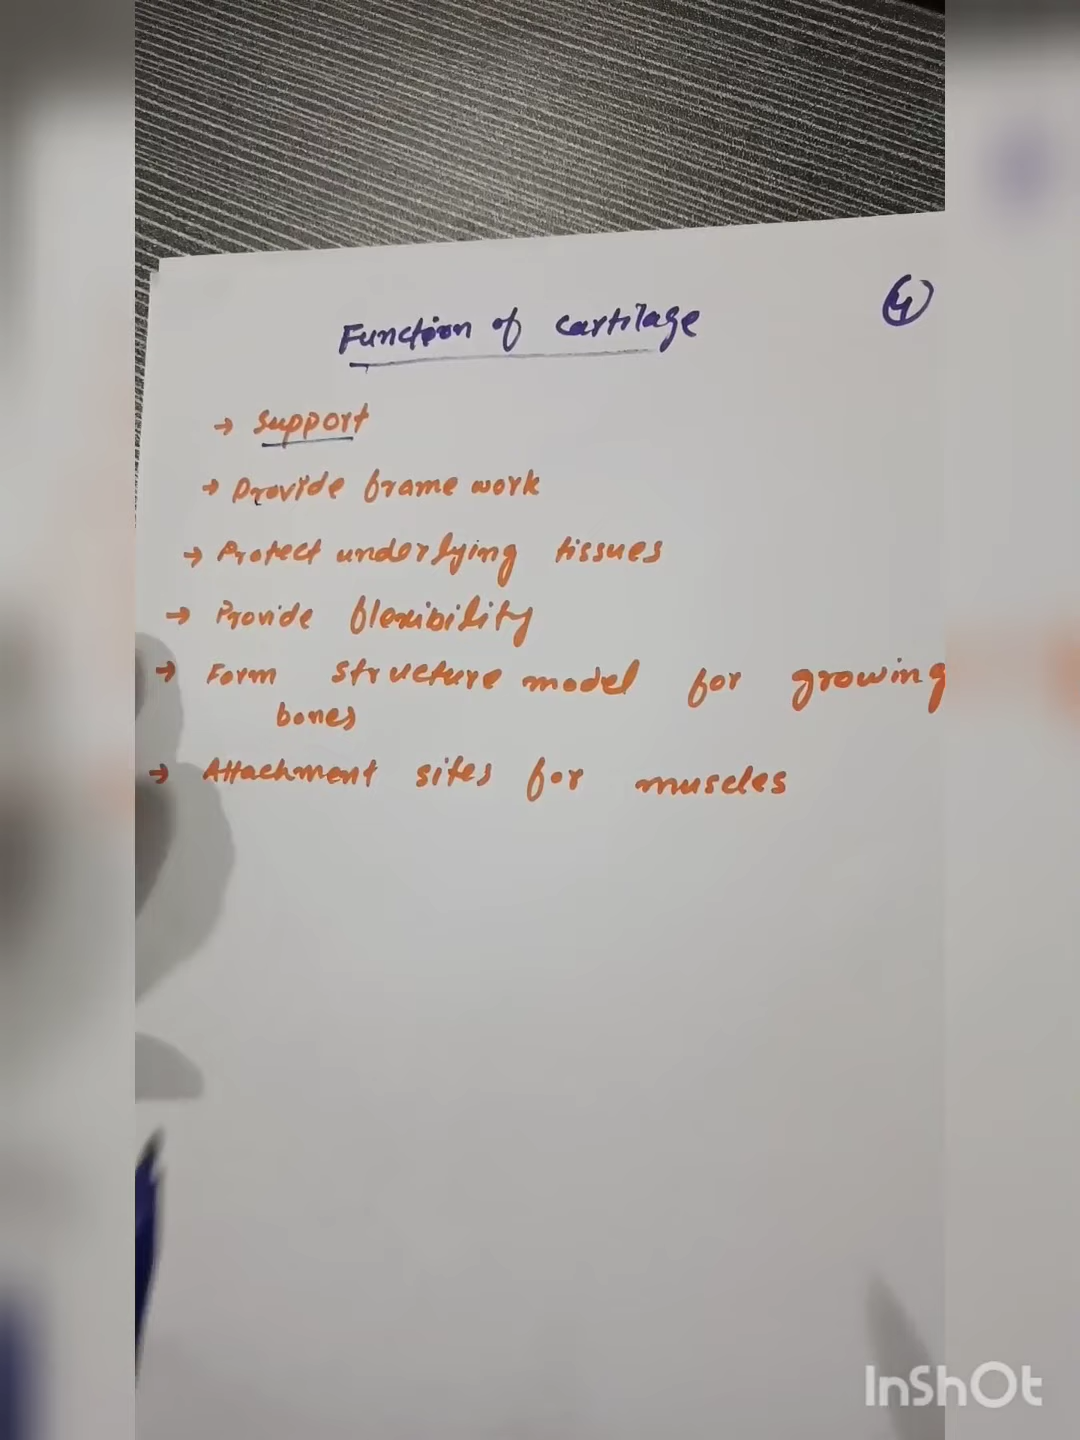 Function of cartilage
4
→ Support
→ Provide frame work
→ Protect underlying tissues
→ Provide flexibility
→ Form structure model for growing
bones
→ Attachment sites for muscles
InShOt